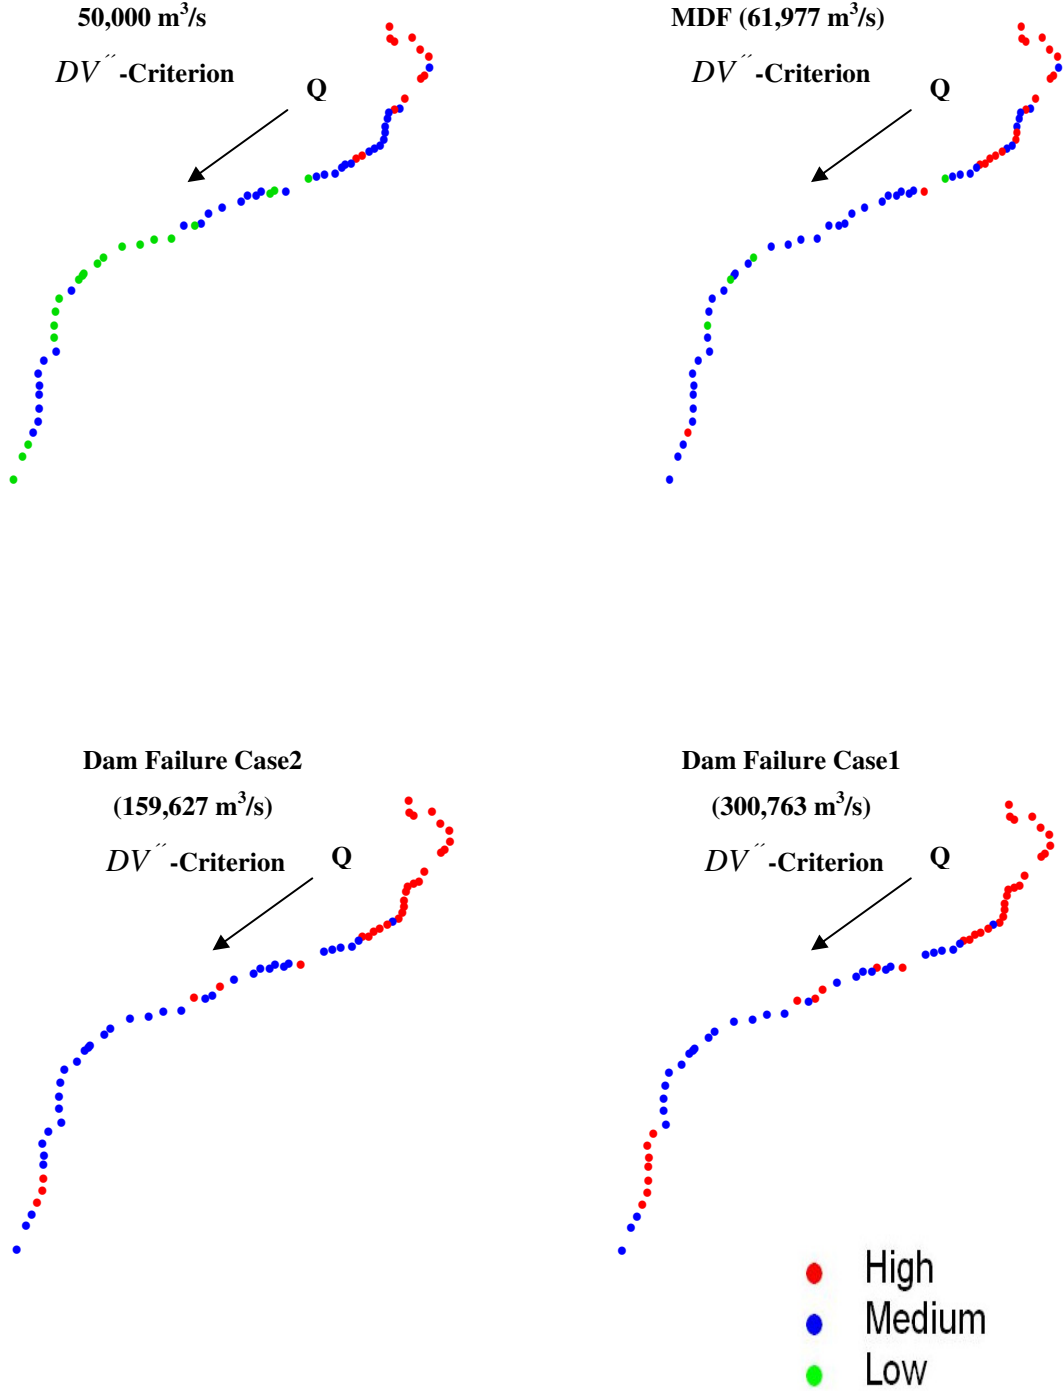 50,000 m³/s
DV´´-Criterion
Q
MDF (61,977 m³/s)
DV´´-Criterion
Q
Dam Failure Case2
(159,627 m³/s)
DV´´-Criterion
Q
Dam Failure Case1
(300,763 m³/s)
DV´´-Criterion
Q
High
Medium
Low